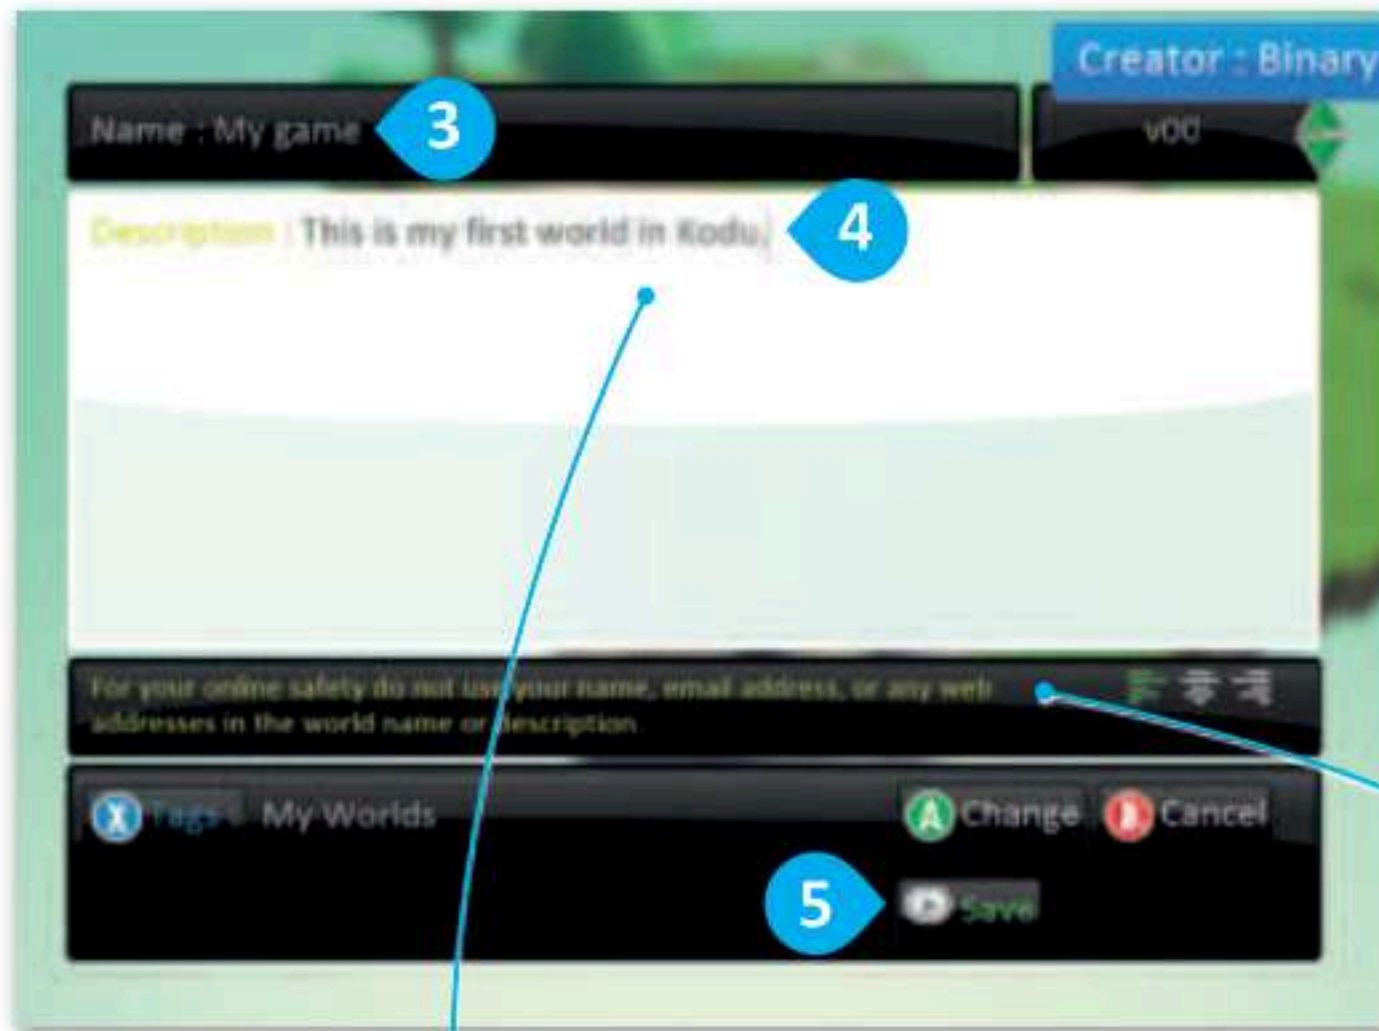 Creator : Binary
Name : My game
3
v00
Description : This is my first world in Kodu.
4
For your online safety do not use your name, email address, or any web
addresses in the world name or description.
X Tags My Worlds
A Change B Cancel
5
Save